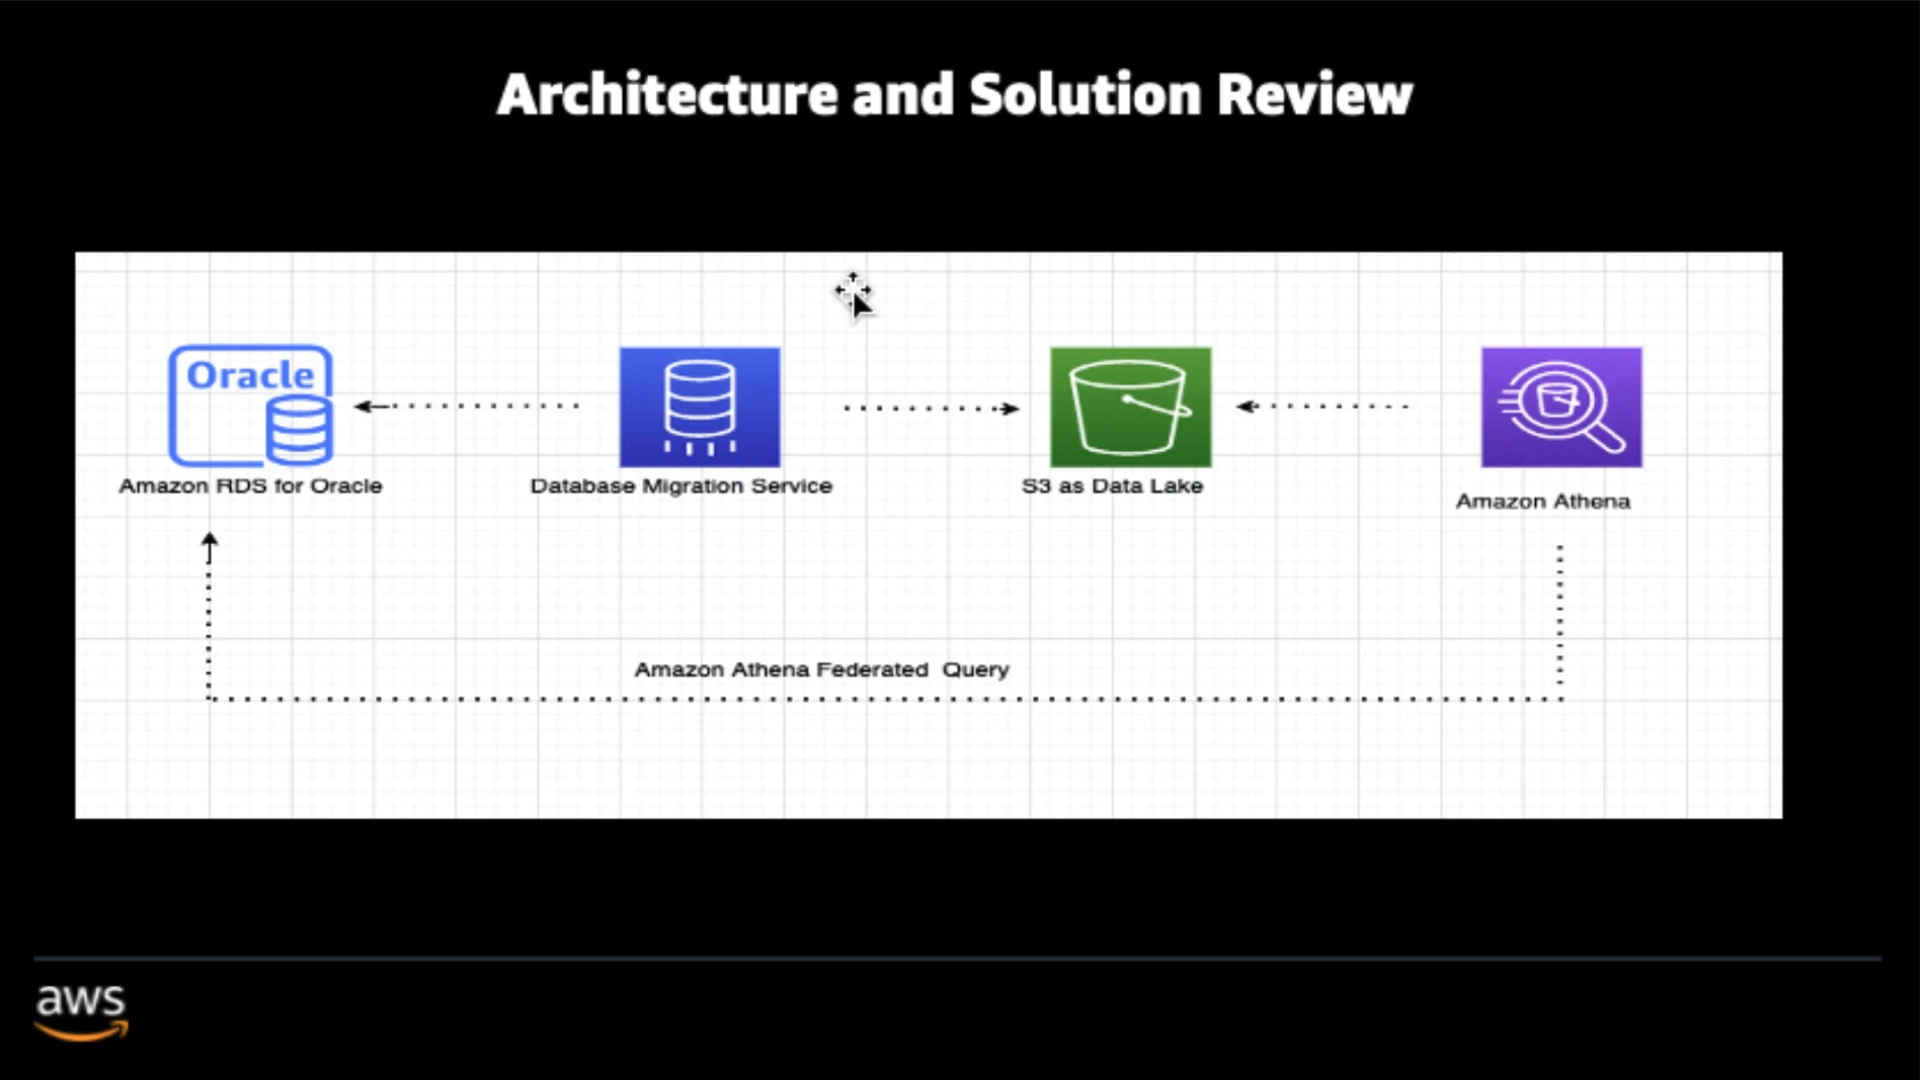 Architecture and Solution Review
Oracle
Amazon RDS for Oracle
Database Migration Service
S3 as Data Lake
Amazon Athena
Amazon Athena Federated Query
aws